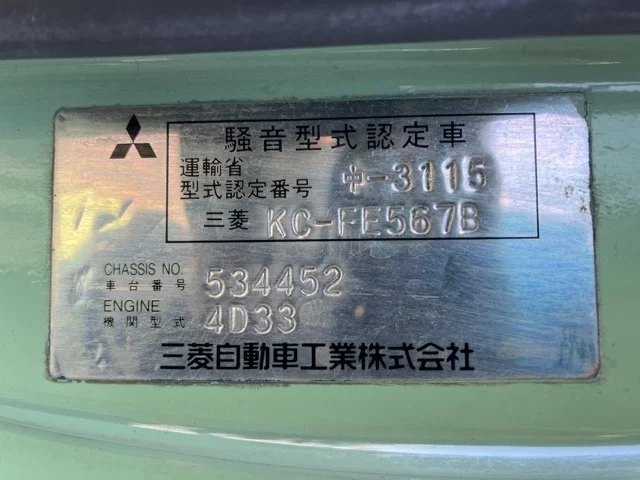 騒音型式認定車
運輸省
型式認定番号 中-3115
三菱 KC-FE567B
CHASSIS NO.
車台番号 534452
ENGINE
機関型式 4D33
三菱自動車工業株式会社